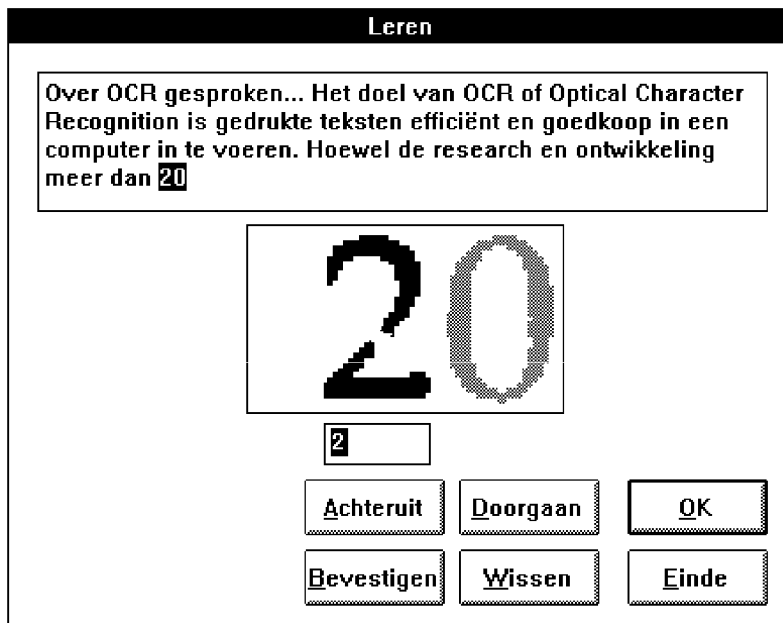 Leren
Over OCR gesproken... Het doel van OCR of Optical Character
Recognition is gedrukte teksten efficiënt en goedkoop in een
computer in te voeren. Hoewel de research en ontwikkeling
meer dan 20
20
2
Achteruit Doorgaan OK
Bevestigen Wissen Einde